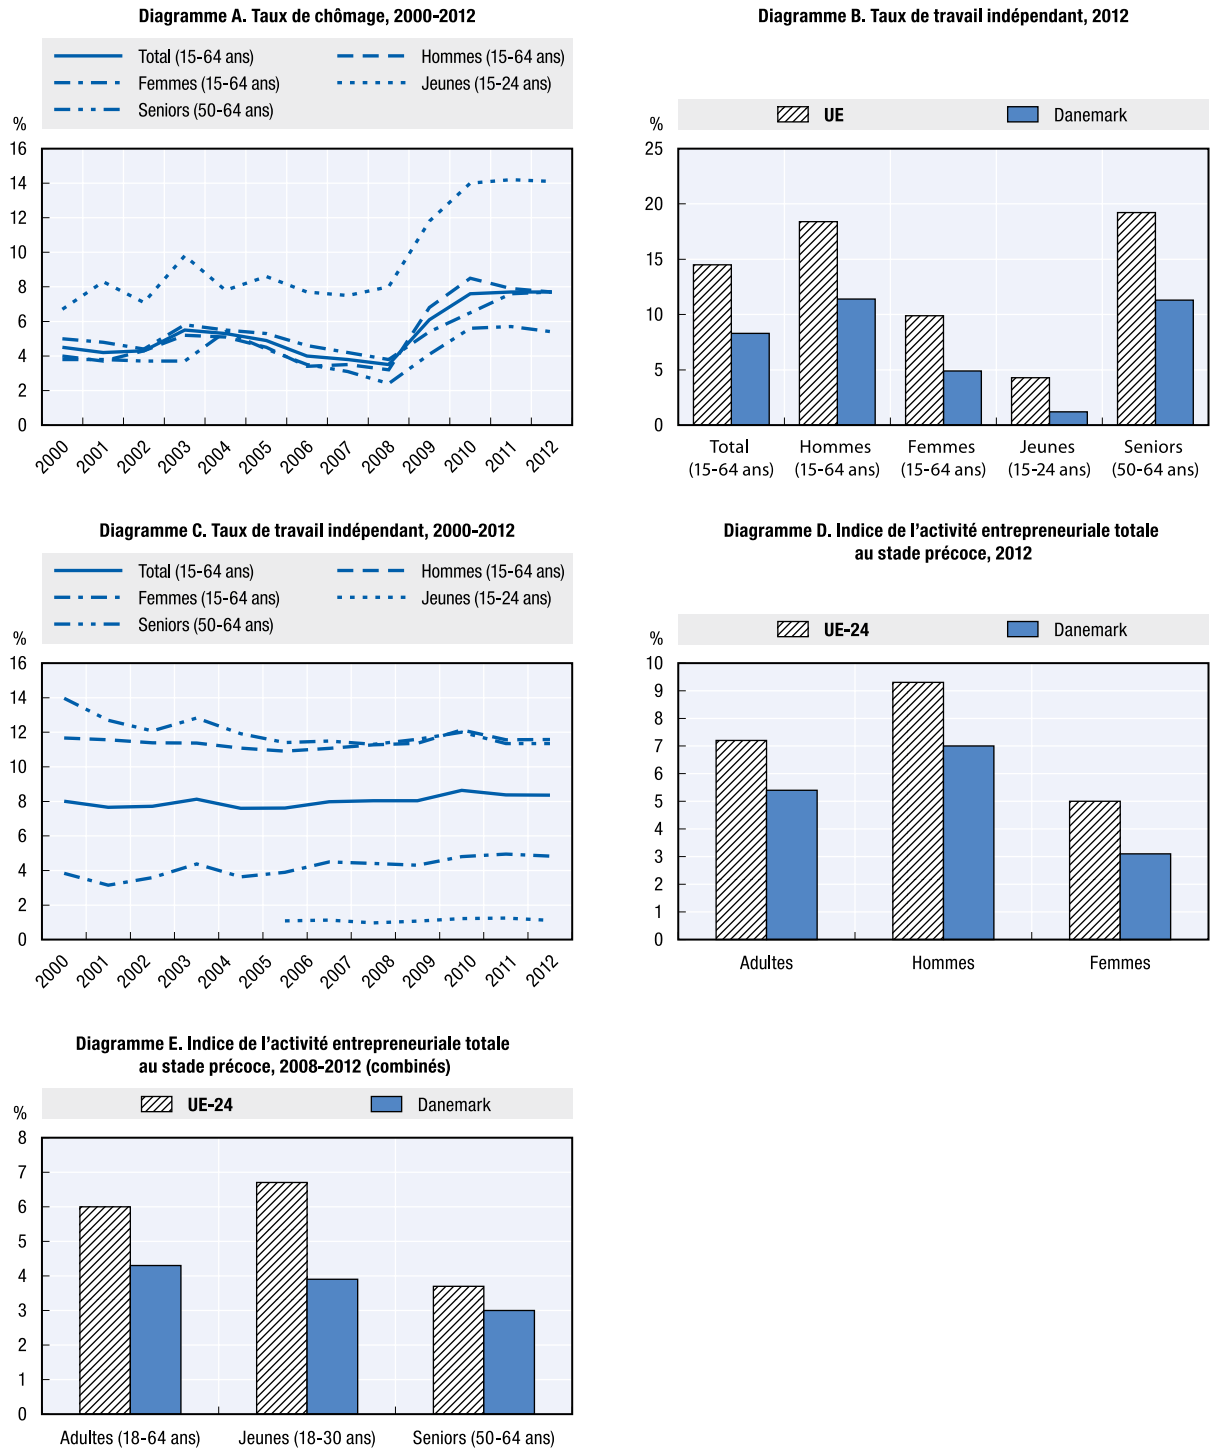 Diagramme A. Taux de chômage, 2000-2012
Total (15-64 ans)
Hommes (15-64 ans)
Femmes (15-64 ans)
Jeunes (15-24 ans)
Seniors (50-64 ans)
%
16
14
12
10
8
6
4
2
0
2000
2001
2002
2003
2004
2005
2006
2007
2008
2009
2010
2011
2012
Diagramme B. Taux de travail indépendant, 2012
UE
Danemark
%
25
20
15
10
5
0
Total
(15-64 ans)
Hommes
(15-64 ans)
Femmes
(15-64 ans)
Jeunes
(15-24 ans)
Seniors
(50-64 ans)
Diagramme C. Taux de travail indépendant, 2000-2012
Total (15-64 ans)
Hommes (15-64 ans)
Femmes (15-64 ans)
Jeunes (15-24 ans)
Seniors (50-64 ans)
%
16
14
12
10
8
6
4
2
0
2000
2001
2002
2003
2004
2005
2006
2007
2008
2009
2010
2011
2012
Diagramme D. Indice de l'activité entrepreneuriale totale
au stade précoce, 2012
UE-24
Danemark
%
10
9
8
7
6
5
4
3
2
1
0
Adultes
Hommes
Femmes
Diagramme E. Indice de l'activité entrepreneuriale totale
au stade précoce, 2008-2012 (combinés)
UE-24
Danemark
%
8
7
6
5
4
3
2
1
0
Adultes (18-64 ans)
Jeunes (18-30 ans)
Seniors (50-64 ans)